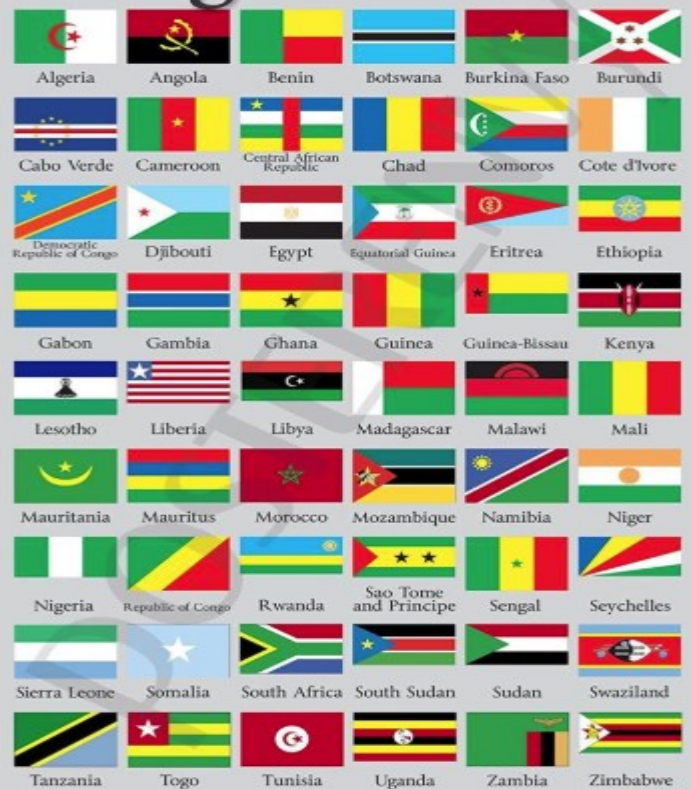 Algeria Angola Benin Botswana Burkina Faso Burundi
Cabo Verde Cameroon Central African Republic Chad Comoros Cote d'Ivore
Democratic Republic of Congo Djibouti Egypt Equatorial Guinea Eritrea Ethiopia
Gabon Gambia Ghana Guinea Guinea-Bissau Kenya
Lesotho Liberia Libya Madagascar Malawi Mali
Mauritania Mauritus Morocco Mozambique Namibia Niger
Nigeria Republic of Congo Rwanda Sao Tome and Principe Sengal Seychelles
Sierra Leone Somalia South Africa South Sudan Sudan Swaziland
Tanzania Togo Tunisia Uganda Zambia Zimbabwe